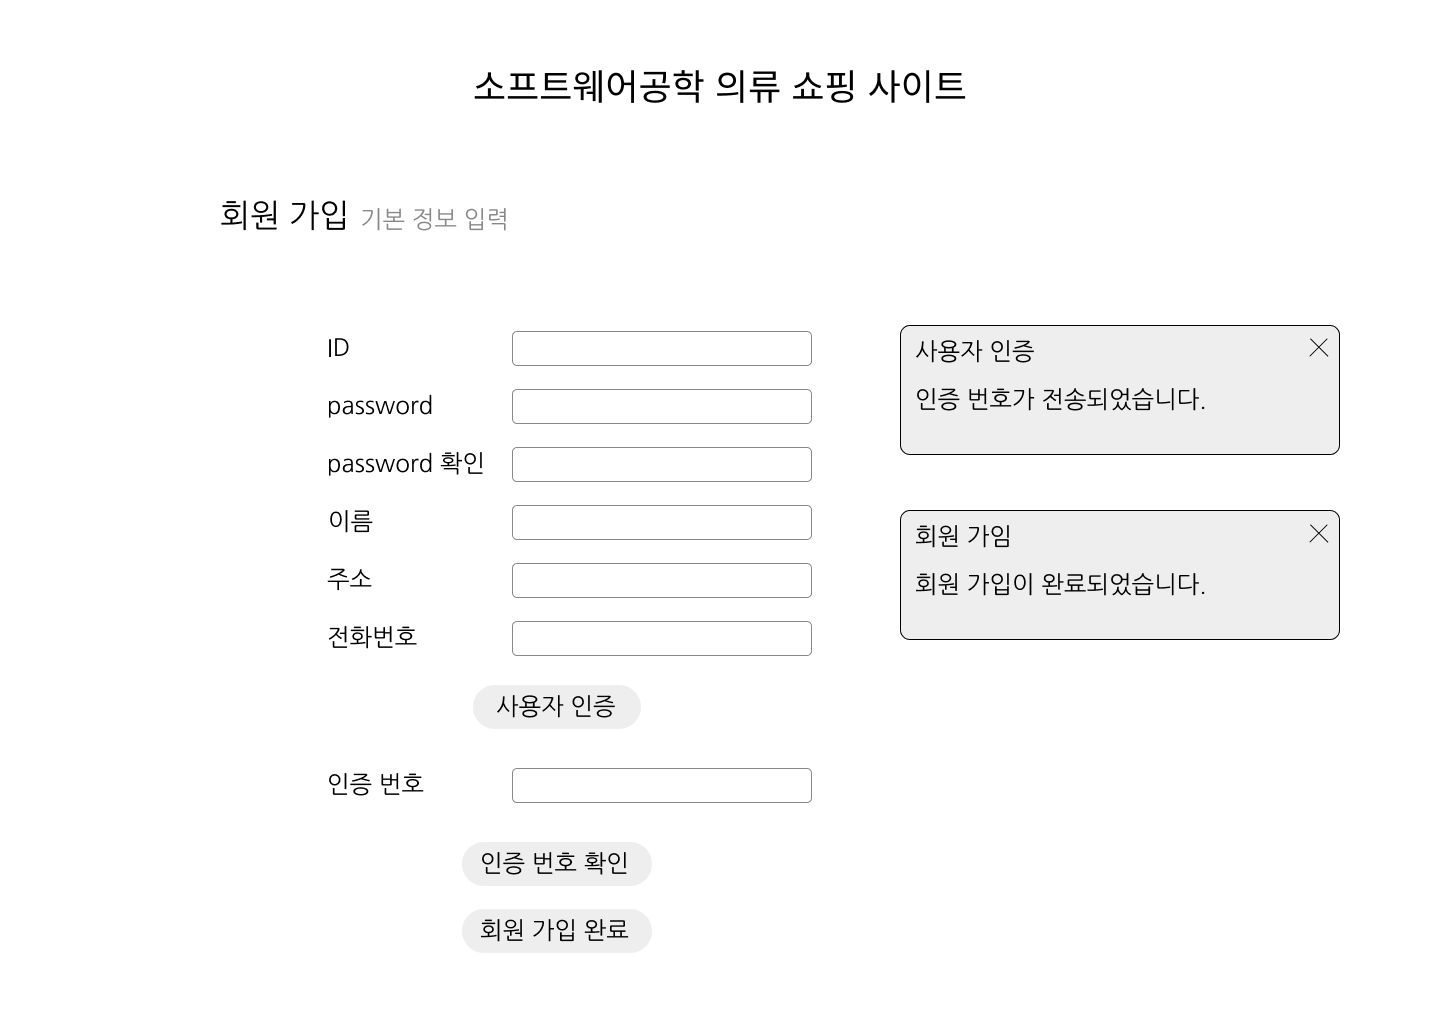 소프트웨어공학 의류 쇼핑 사이트
회원 가입 기본 정보 입력
ID
password
password 확인
이름
주소
전화번호
사용자 인증
인증 번호
인증 번호 확인
회원 가입 완료
사용자 인증
인증 번호가 전송되었습니다.
회원 가임
회원 가입이 완료되었습니다.